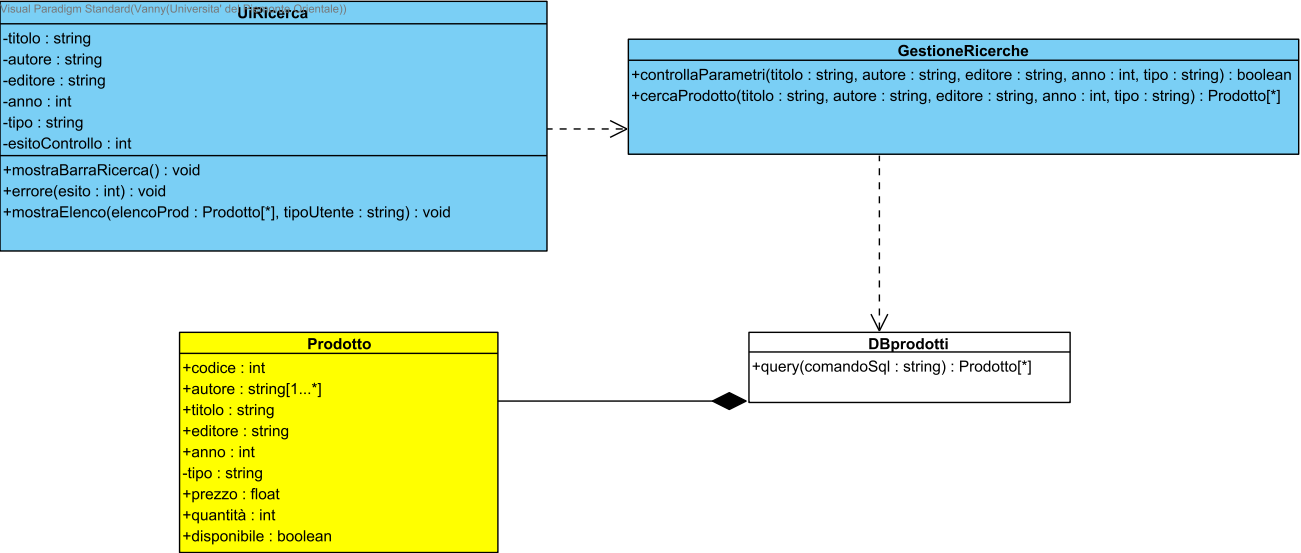 Visual Paradigm Standard(Vanny(Universita' del Piemonte Orientale))
UiRicerca
-titolo : string
-autore : string
-editore : string
-anno : int
-tipo : string
-esitoControllo : int
+mostraBarraRicerca() : void
+errore(esito : int) : void
+mostraElenco(elencoProd : Prodotto[*], tipoUtente : string) : void
GestioneRicerche
+controllaParametri(titolo : string, autore : string, editore : string, anno : int, tipo : string) : boolean
+cercaProdotto(titolo : string, autore : string, editore : string, anno : int, tipo : string) : Prodotto[*]
Prodotto
+codice : int
+autore : string[1...*]
+titolo : string
+editore : string
+anno : int
-tipo : string
+prezzo : float
+quantità : int
+disponibile : boolean
DBprodotti
+query(comandoSql : string) : Prodotto[*]